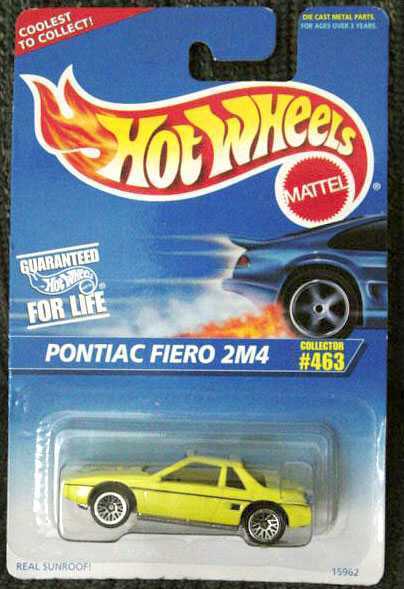 COOLEST
TO COLLECT!
DIE CAST METAL PARTS.
FOR AGES OVER 3 YEARS.
HOT WHEELS
®
MATTEL
GUARANTEED
Hot Wheels
®
FOR LIFE
PONTIAC FIERO 2M4
COLLECTOR
#463
REAL SUNROOF!
15962